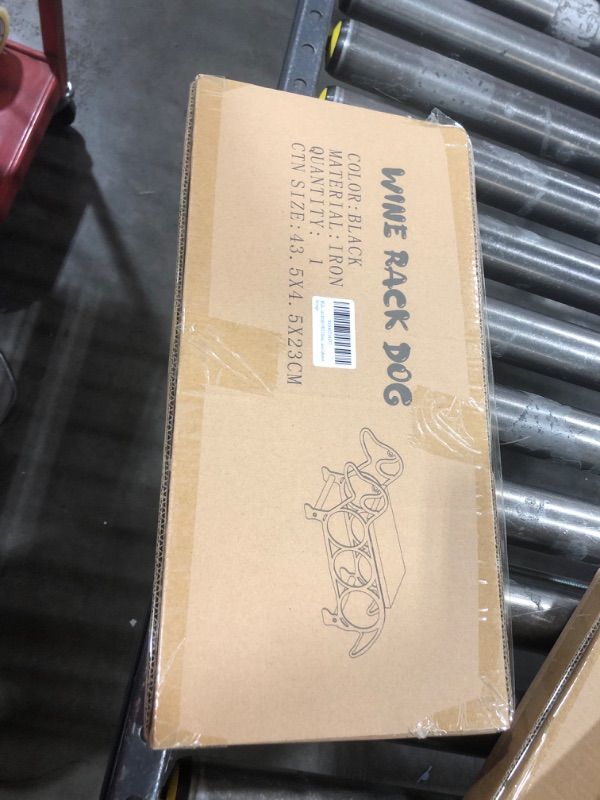 WINE RACK DOG
COLOR:BLACK
MATERIAL:IRON
QUANTITY: 1
CTN SIZE:43.5X4.5X23CM